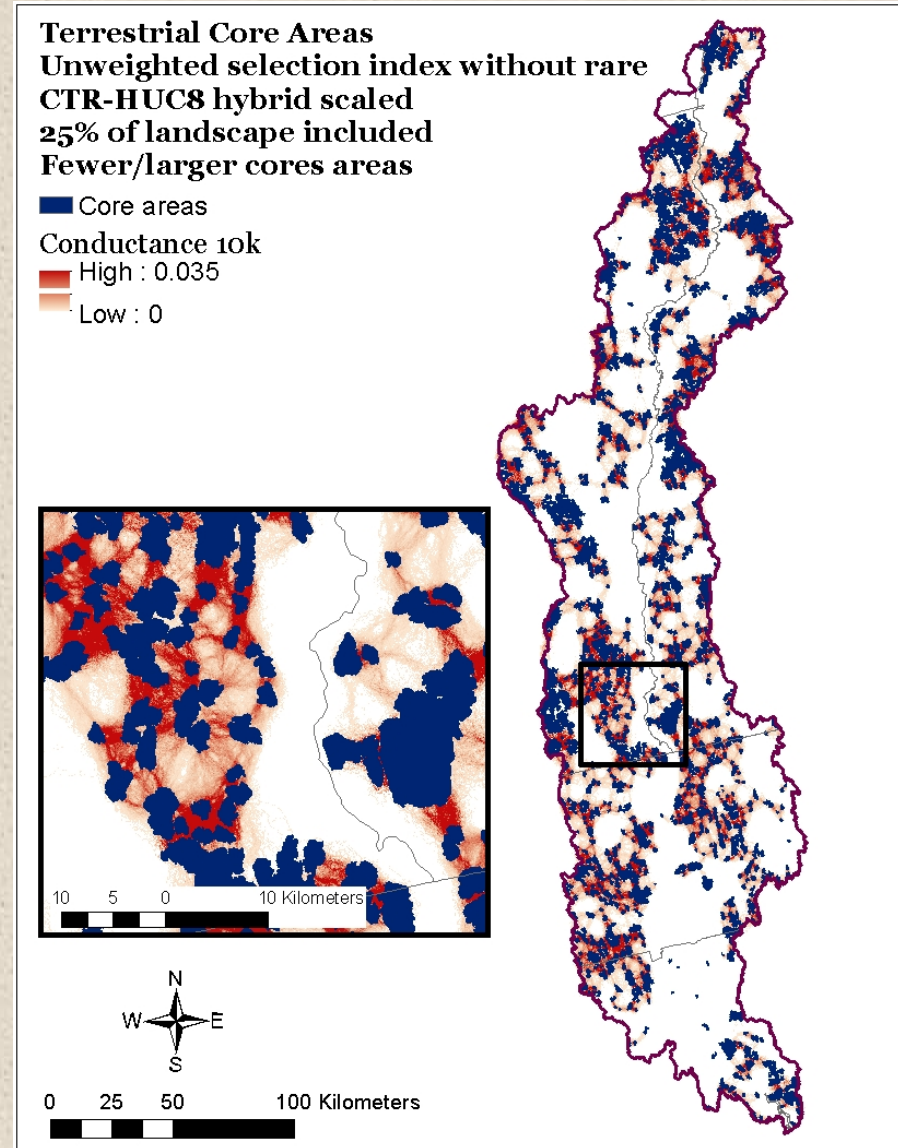 Terrestrial Core Areas
Unweighted selection index without rare
CTR-HUC8 hybrid scaled
25% of landscape included
Fewer/larger cores areas
Core areas
Conductance 10k
High : 0.035
Low : 0
10 5 0 10 Kilometers
N
W E
S
0 25 50 100 Kilometers